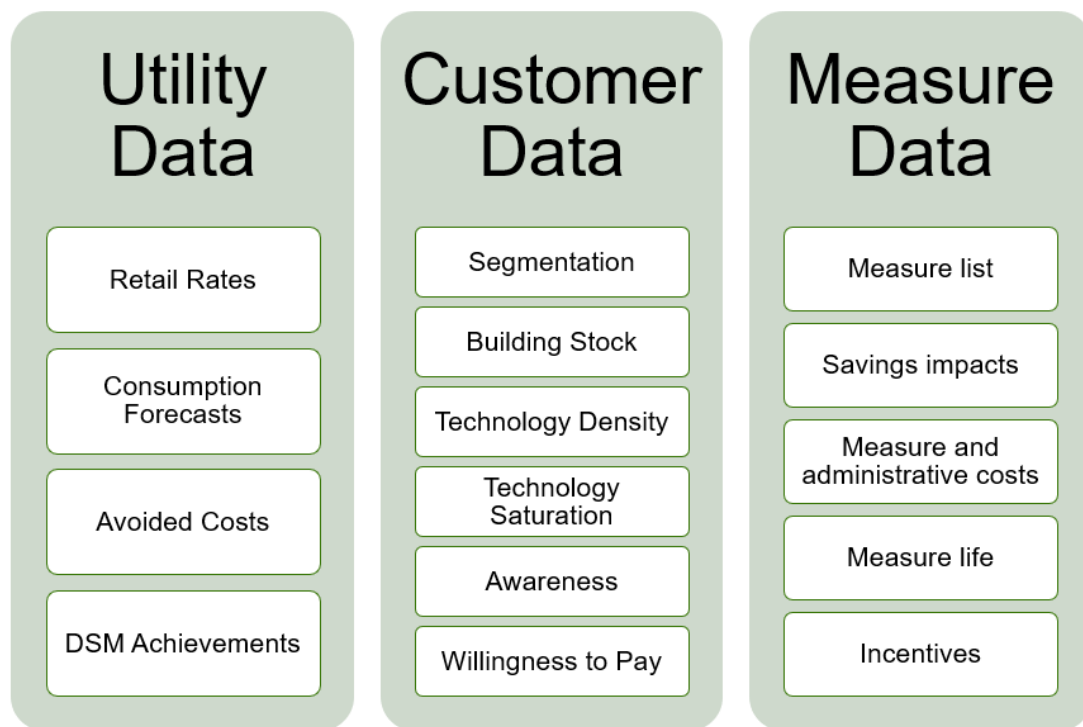 Utility
Data
Retail Rates
Consumption
Forecasts
Avoided Costs
DSM Achievements
Customer
Data
Segmentation
Building Stock
Technology Density
Technology
Saturation
Awareness
Willingness to Pay
Measure
Data
Measure list
Savings impacts
Measure and
administrative costs
Measure life
Incentives